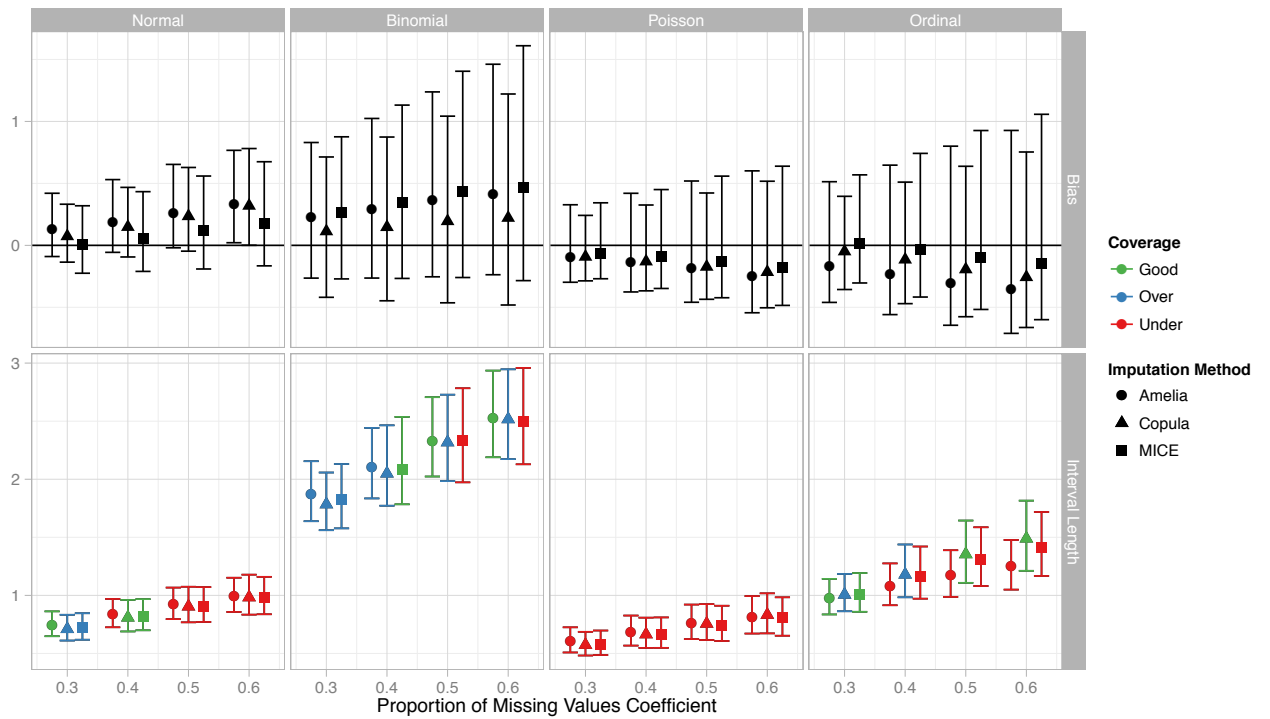 Normal Binomial Poisson Ordinal
1
0
Bias
3
2
1
Interval Length
0.3 0.4 0.5 0.6 0.3 0.4 0.5 0.6 0.3 0.4 0.5 0.6 0.3 0.4 0.5 0.6
Proportion of Missing Values Coefficient
Coverage
Good
Over
Under
Imputation Method
Amelia
Copula
MICE